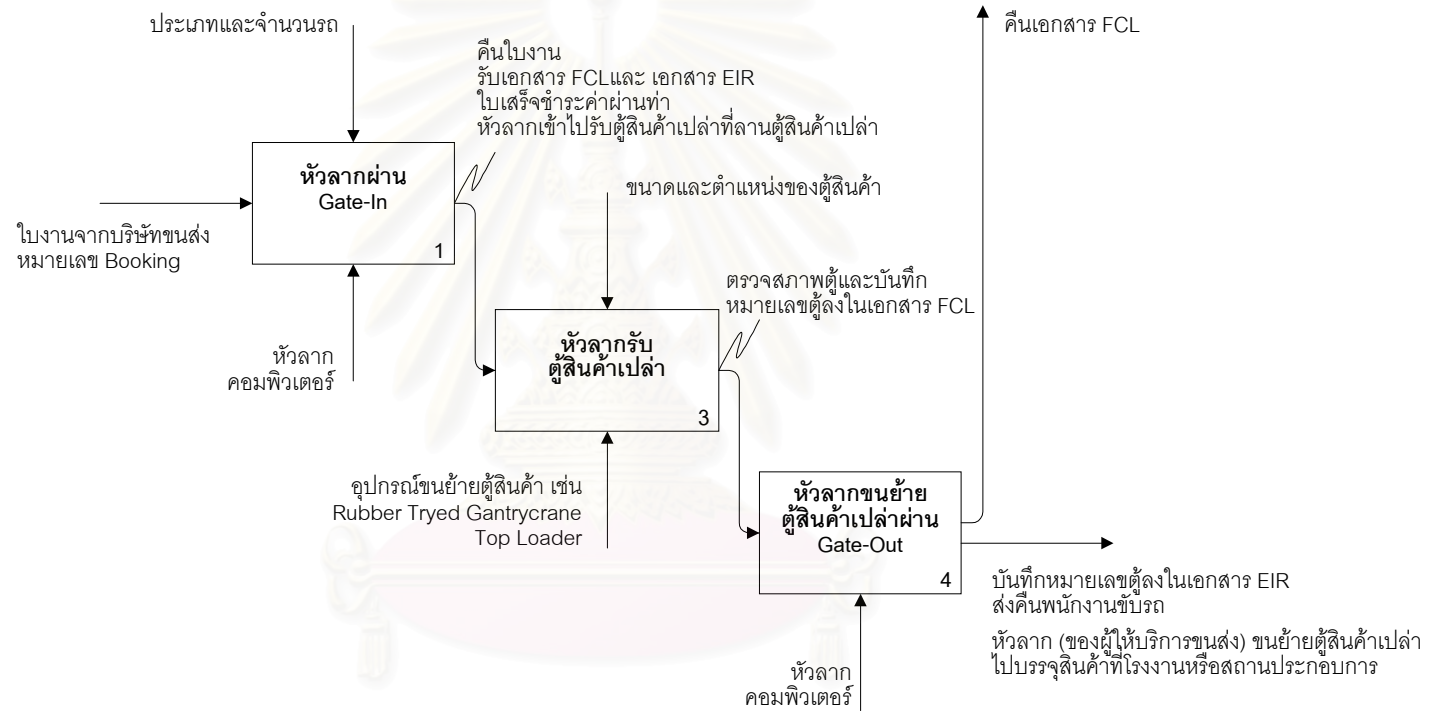 ประเภทและจำนวนรถ
คืนเอกสาร FCL
คืนใบงาน
รับเอกสาร FCLและ เอกสาร EIR
ใบเสร็จชำระค่าผ่านท่า
หัวลากเข้าไปรับตู้สินค้าเปล่าที่ลานตู้สินค้าเปล่า
หัวลากผ่าน
Gate-In
1
ใบงานจากบริษัทขนส่ง
หมายเลข Booking
ขนาดและตำแหน่งของตู้สินค้า
หัวลาก
คอมพิวเตอร์
ตรวจสภาพตู้และบันทึก
หมายเลขตู้ลงในเอกสาร FCL
หัวลากรับ
ตู้สินค้าเปล่า
3
อุปกรณ์ขนย้ายตู้สินค้า เช่น
Rubber Tryed Gantrycrane
Top Loader
หัวลากขนย้าย
ตู้สินค้าเปล่าผ่าน
Gate-Out
4
บันทึกหมายเลขตู้ลงในเอกสาร EIR
ส่งคืนพนักงานขับรถ
หัวลาก (ของผู้ให้บริการขนส่ง) ขนย้ายตู้สินค้าเปล่า
ไปบรรจุสินค้าที่โรงงานหรือสถานประกอบการ
หัวลาก
คอมพิวเตอร์